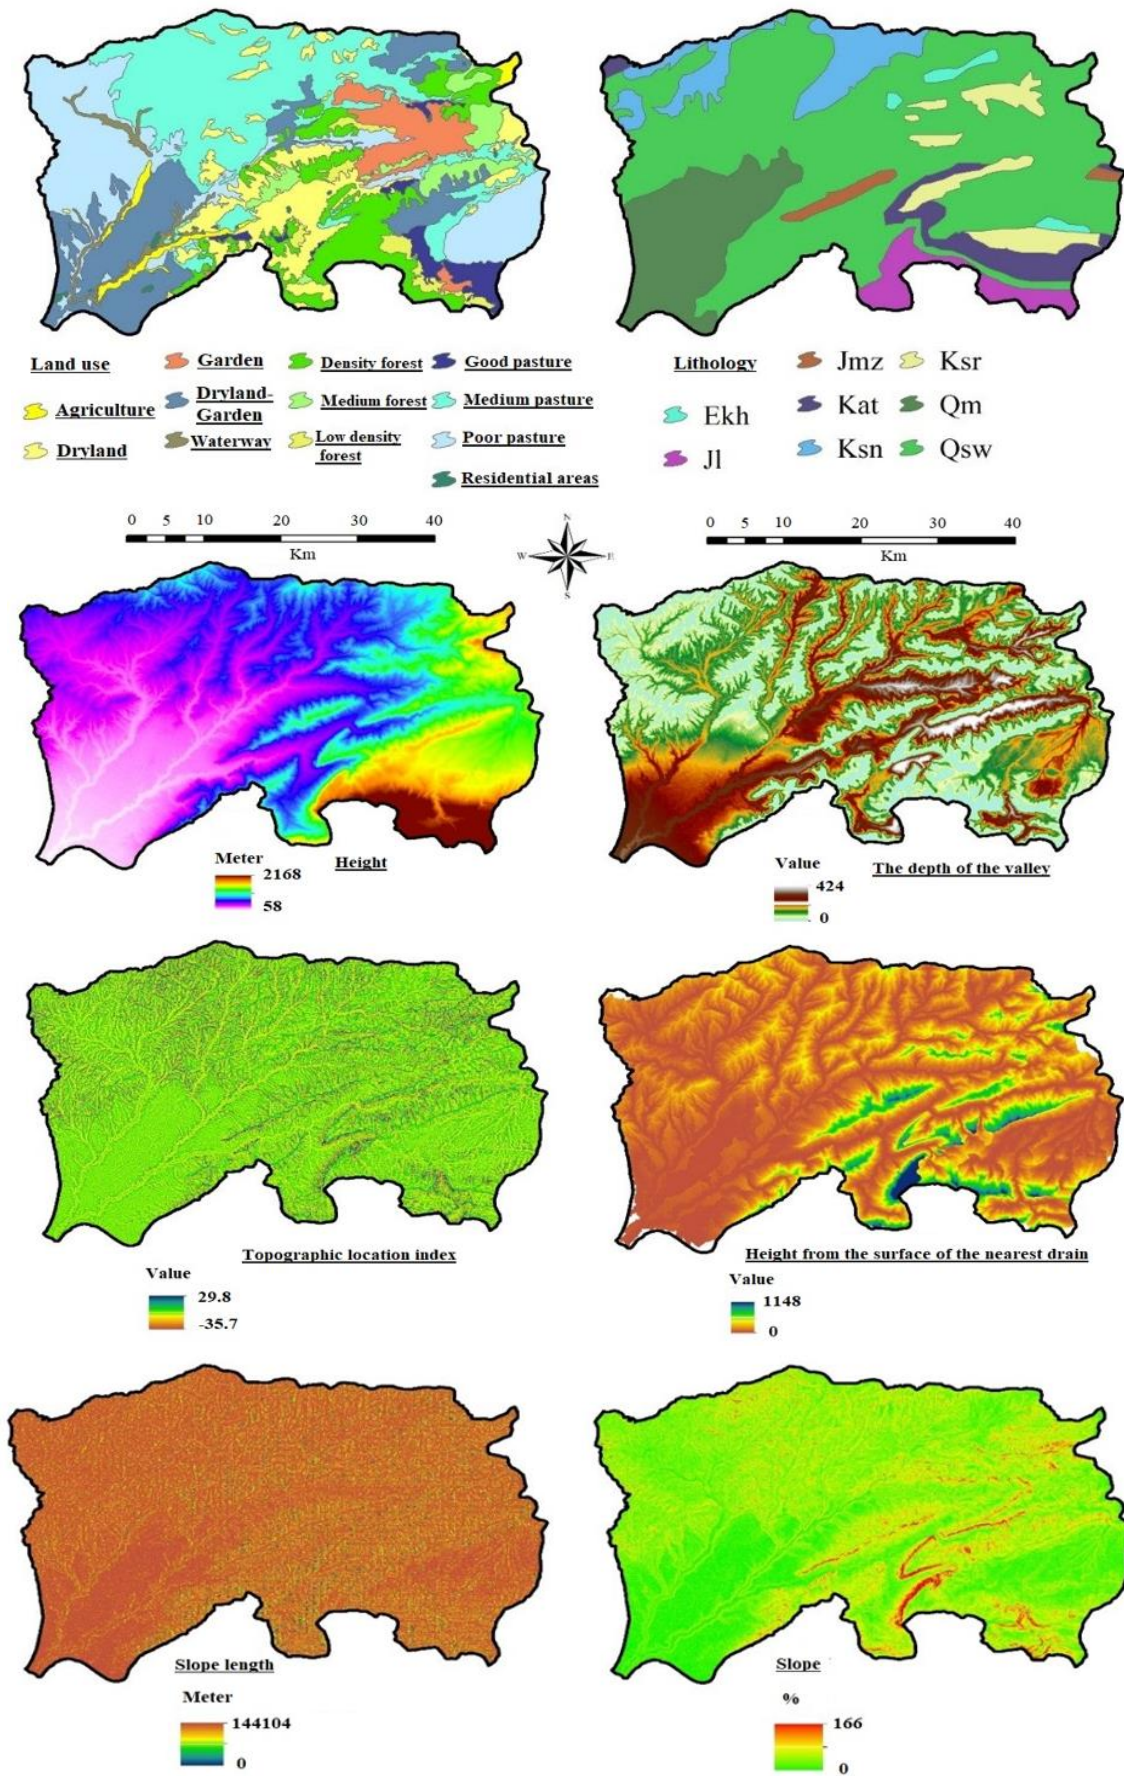 Land use
Garden
Density forest
Good pasture
Agriculture
Dryland-
Garden
Medium forest
Medium pasture
Dryland
Waterway
Low density
forest
Poor pasture
Residential areas
Lithology
Jmz
Ksr
Ekh
Kat
Qm
Jl
Ksn
Qsw
0 5 10 20 30 40
Km
N
W E
S
0 5 10 20 30 40
Km
Meter
2168
58
Height
Value
424
0
The depth of the valley
Topographic location index
Value
29.8
-35.7
Height from the surface of the nearest drain
Value
1148
0
Slope length
Meter
144104
0
Slope
%
166
0